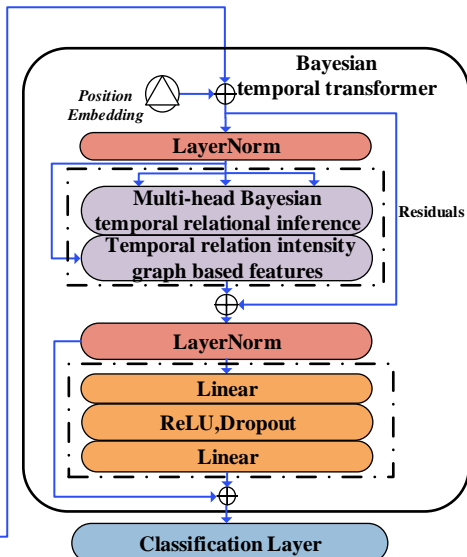 Bayesian
temporal transformer
Position
Embedding
LayerNorm
Multi-head Bayesian
temporal relational inference
Residuals
Temporal relation intensity
graph based features
LayerNorm
Linear
ReLU,Dropout
Linear
Classification Layer